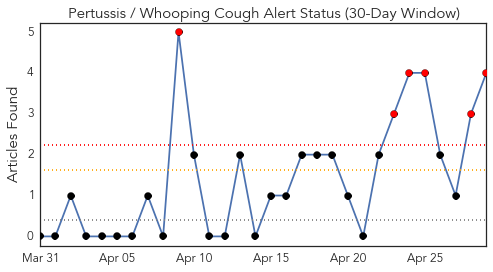 Pertussis / Whooping Cough Alert Status (30-Day Window)
Articles Found
5
4
3
2
1
0
Mar 31 Apr 05 Apr 10 Apr 15 Apr 20 Apr 25